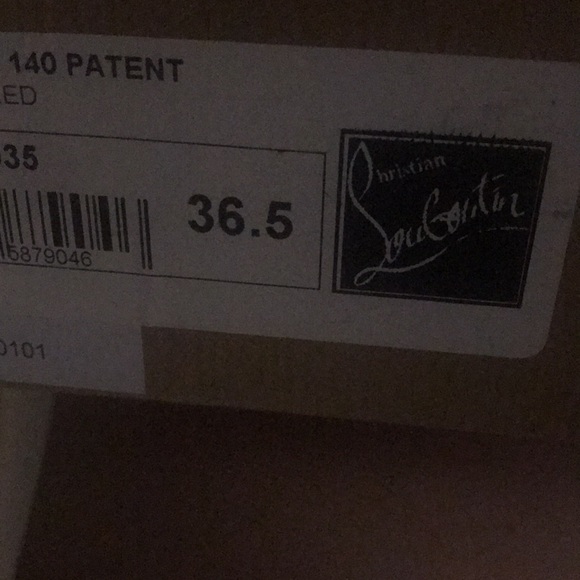 140 PATENT
ED
35
36.5
5879046
0101
Christian
Louboutin